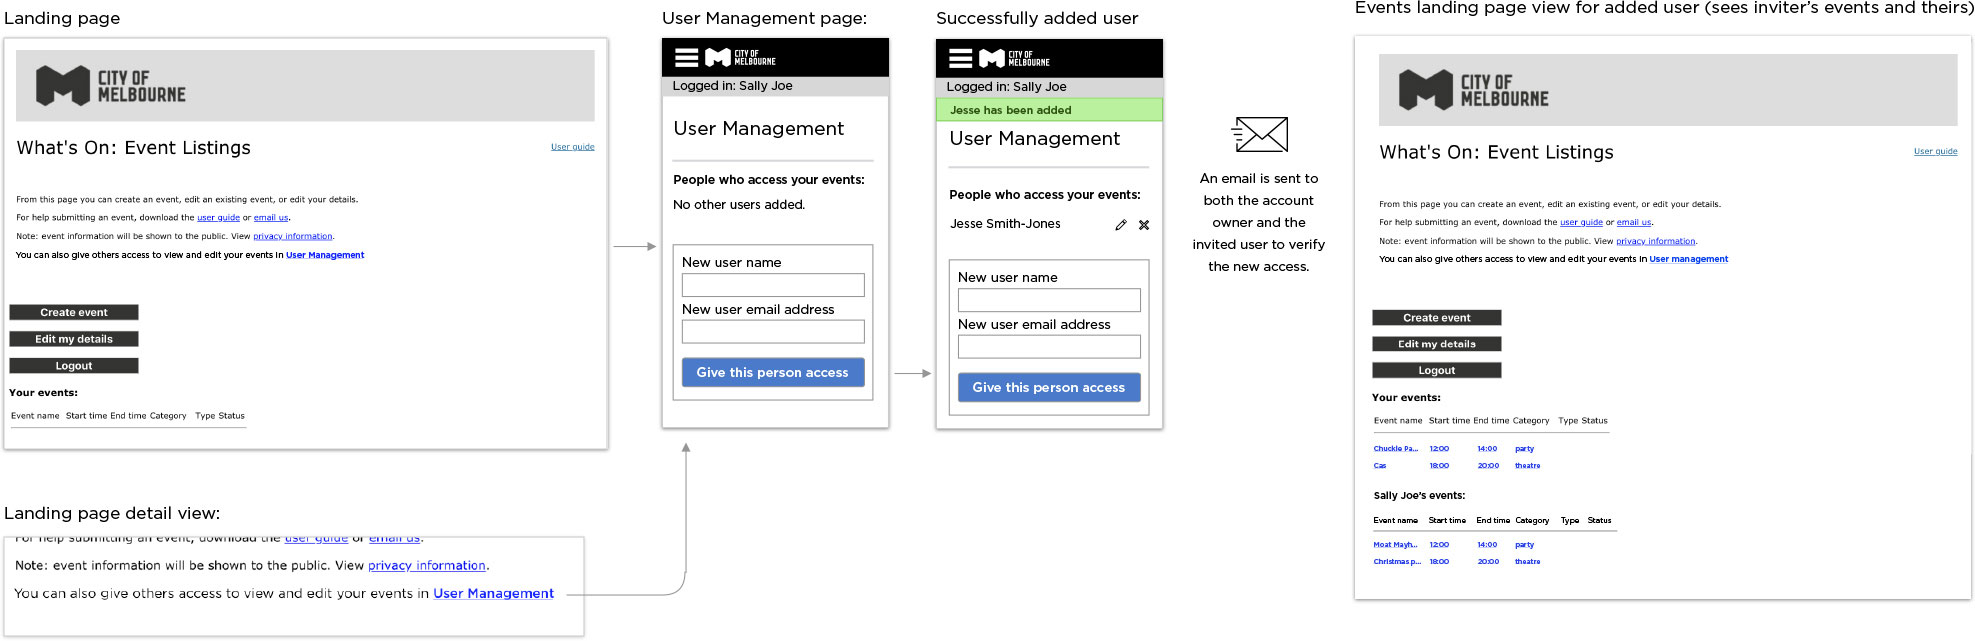 Landing page
CITY OF
MELBOURNE
What's On: Event Listings
User guide
From this page you can create an event, edit an existing event, or edit your details.
For help submitting an event, download the user guide or email us.
Note: event information will be shown to the public. View privacy information.
You can also give others access to view and edit your events in User Management
Create event
Edit my details
Logout
Your events:
Event name Start time End time Category Type Status
Landing page detail view:
For help submitting an event, download the user guide or email us.
Note: event information will be shown to the public. View privacy information.
You can also give others access to view and edit your events in User Management
User Management page:
CITY OF
MELBOURNE
Logged in: Sally Joe
User Management
People who access your events:
No other users added.
New user name
New user email address
Give this person access
Successfully added user
CITY OF
MELBOURNE
Logged in: Sally Joe
Jesse has been added
User Management
People who access your events:
Jesse Smith-Jones
New user name
New user email address
Give this person access
An email is sent to
both the account
owner and the
invited user to verify
the new access.
Events landing page view for added user (sees inviter's events and theirs)
CITY OF
MELBOURNE
What's On: Event Listings
User guide
From this page you can create an event, edit an existing event, or edit your details.
For help submitting an event, download the user guide or email us.
Note: event information will be shown to the public. View privacy information.
You can also give others access to view and edit your events in User management
Create event
Edit my details
Logout
Your events:
Event name Start time End time Category Type Status
Chuckle Pa... 12:00 14:00 party
Cas 18:00 20:00 theatre
Sally Joe's events:
Event name Start time End time Category Type Status
Moat Mayh... 12:00 14:00 party
Christmas p... 18:00 20:00 theatre